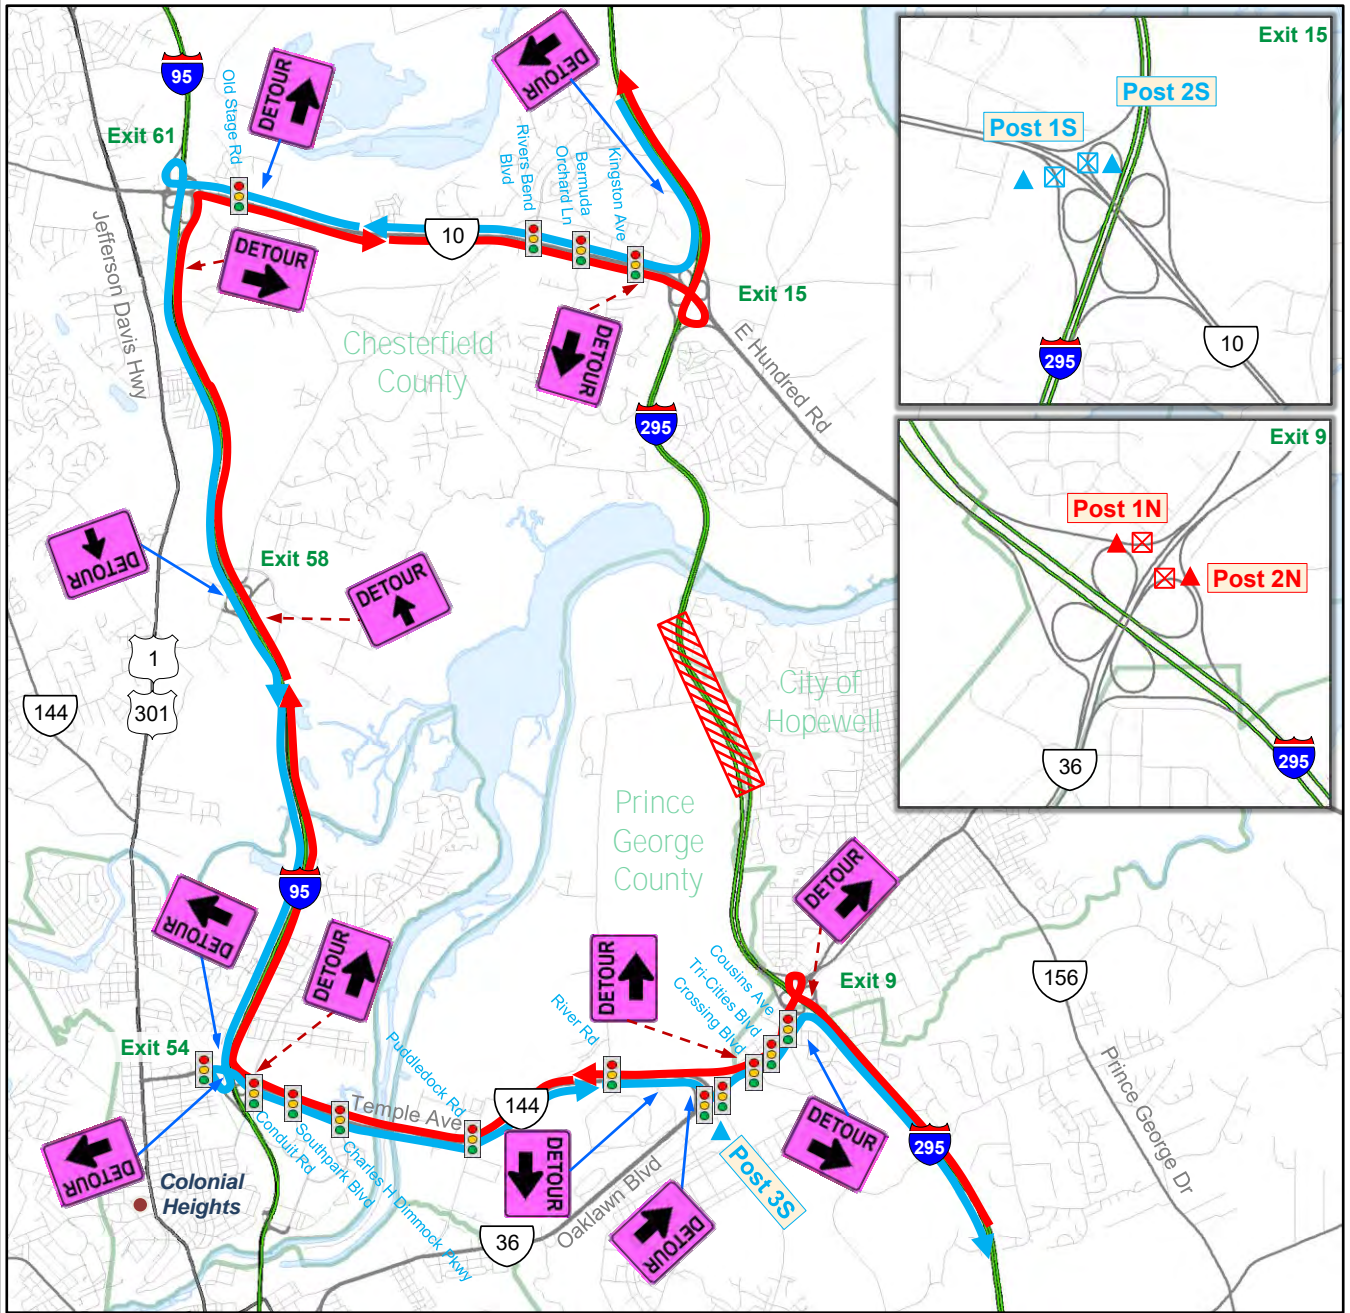 95
Old Stage Rd
DETOUR
DETOUR
Exit 61
Rivers Bend
Blvd
Bermuda
Orchard Ln
Kingston Ave
10
DETOUR
Jefferson Davis Hwy
Exit 15
Chesterfield
County
DETOUR
E Hundred Rd
295
Exit 15
Post 2S
Post 1S
10
295
Exit 9
Post 1N
Post 2N
36
295
DETOUR
Exit 58
DETOUR
1
301
144
City of
Hopewell
Prince
George
County
95
DETOUR
DETOUR
DETOUR
DETOUR
Exit 9
Cousins Ave
Tri-Cities Blvd
Crossing Blvd
River Rd
156
Prince George Dr
Exit 54
Puddledock Rd
144
Temple Ave
Conduit Rd
Southpark Blvd
Charles H Dimmock Pkwy
DETOUR
Colonial
Heights
DETOUR
DETOUR
DETOUR
Post 3S
295
Oaklawn Blvd
36